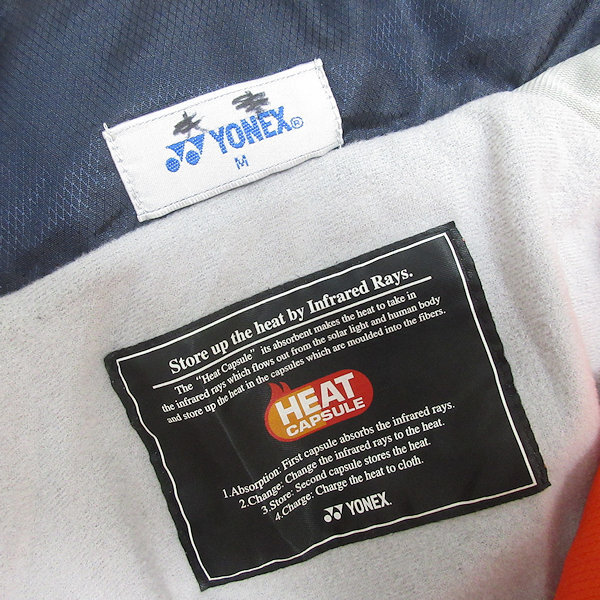 YONEX®
M
Store up the heat by Infrared Rays.
The "Heat Capsule" its absorbent makes the heat to take in
the infrared rays which flows out from the solar light and human body
and store up the heat in the capsules which are moulded into the fibers.
HEAT
CAPSULE
1.Absorption: First capsule absorbs the infrared rays.
2.Change: Change the infrared rays to the heat.
3.Store: Second capsule stores the heat.
4.Charge: Charge the heat to cloth.
YONEX